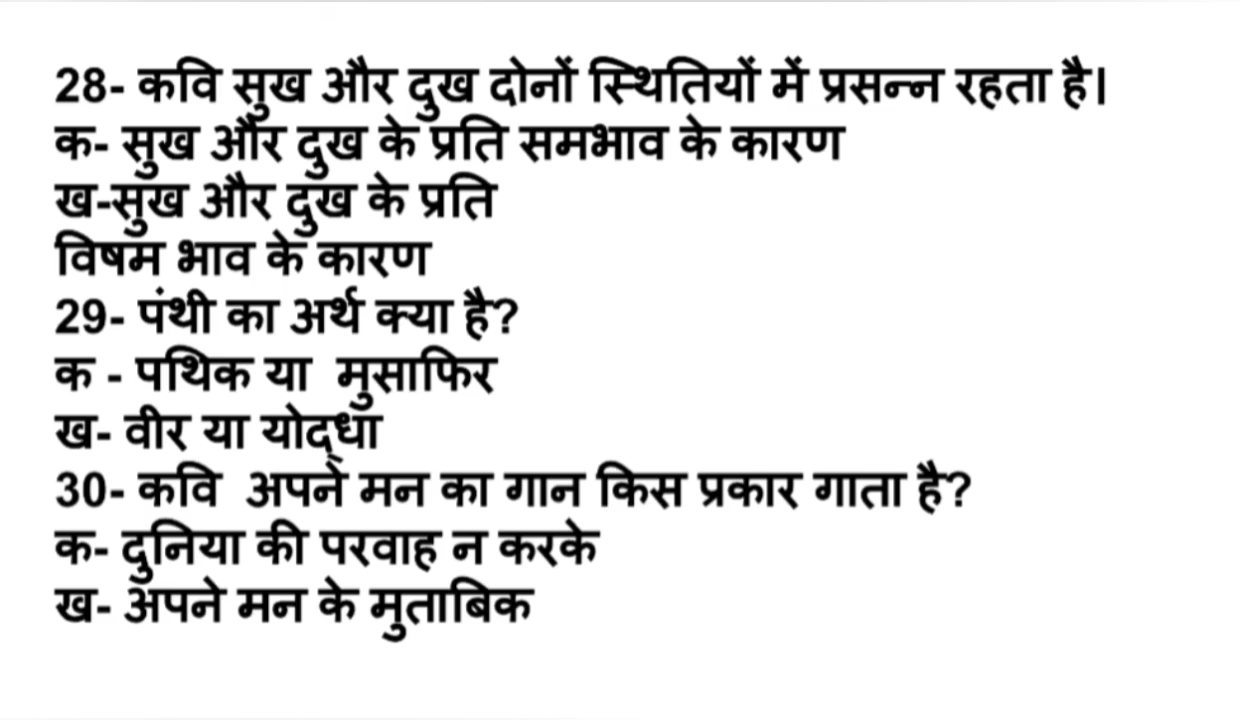 28- कवि सुख और दुख दोनों स्थितियों में प्रसन्न रहता है।
क- सुख और दुख के प्रति समभाव के कारण
ख-सुख और दुख के प्रति
विषम भाव के कारण
29- पंथी का अर्थ क्या है?
क - पथिक या  मुसाफिर
ख- वीर या योद्धा
30- कवि  अपने मन का गान किस प्रकार गाता है?
क- दुनिया की परवाह न करके
ख- अपने मन के मुताबिक